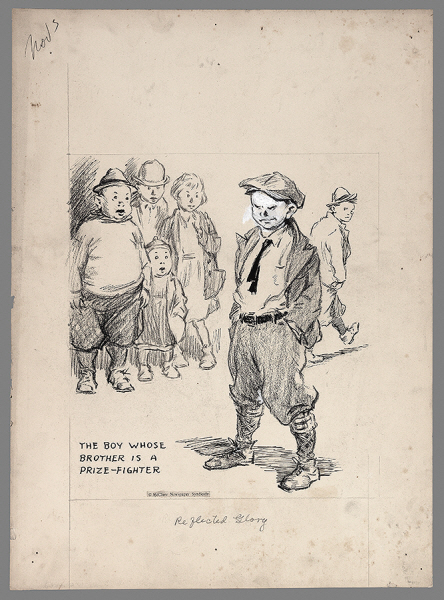 Nov 5
THE BOY WHOSE
BROTHER IS A
PRIZE-FIGHTER
Reflected Glory